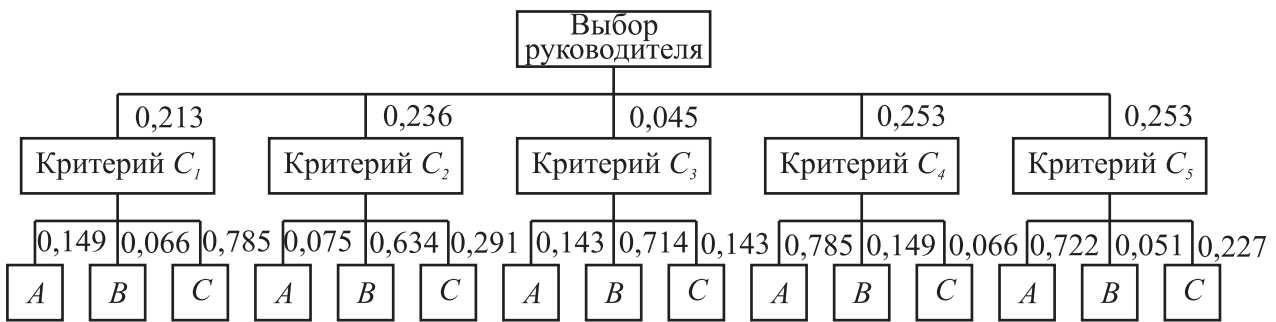 Выбор
руководителя
0,213 0,236 0,045 0,253 0,253
Критерий C₁ Критерий C₂ Критерий C₃ Критерий C₄ Критерий C₅
0,149 0,066 0,785 0,075 0,634 0,291 0,143 0,714 0,143 0,785 0,149 0,066 0,722 0,051 0,227
A B C A B C A B C A B C A B C